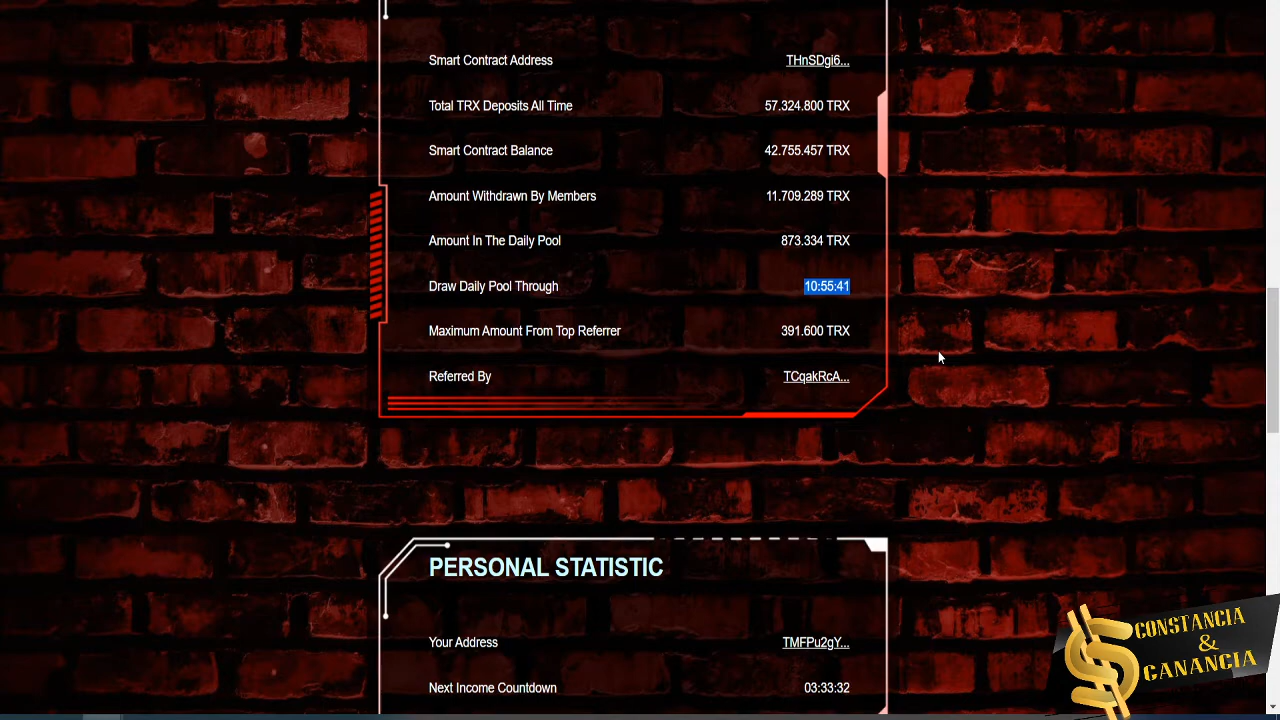 Smart Contract Address THnSDgi6...
Total TRX Deposits All Time 57.324.800 TRX
Smart Contract Balance 42.755.457 TRX
Amount Withdrawn By Members 11.709.289 TRX
Amount In The Daily Pool 873.334 TRX
Draw Daily Pool Through 10:55:41
Maximum Amount From Top Referrer 391.600 TRX
Referred By TCqakRcA...
PERSONAL STATISTIC
Your Address TMFPu2gY...
Next Income Countdown 03:33:32
CONSTANCIA
&
GANANCIA